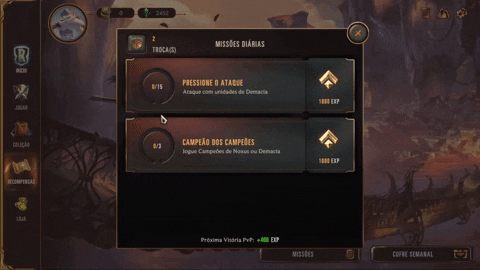 0
2452
2
TROCA(S)
MISSÕES DIÁRIAS
0/15
PRESSIONE O ATAQUE
Ataque com unidades de Demacia
1000 EXP
0/3
CAMPEÃO DOS CAMPEÕES
Jogue Campeões de Noxus ou Demacia
1000 EXP
INÍCIO
JOGAR
COLEÇÃO
RECOMPENSAS
LOJA
Próxima Vitória PvP: +400 EXP
MISSÕES
COFRE SEMANAL